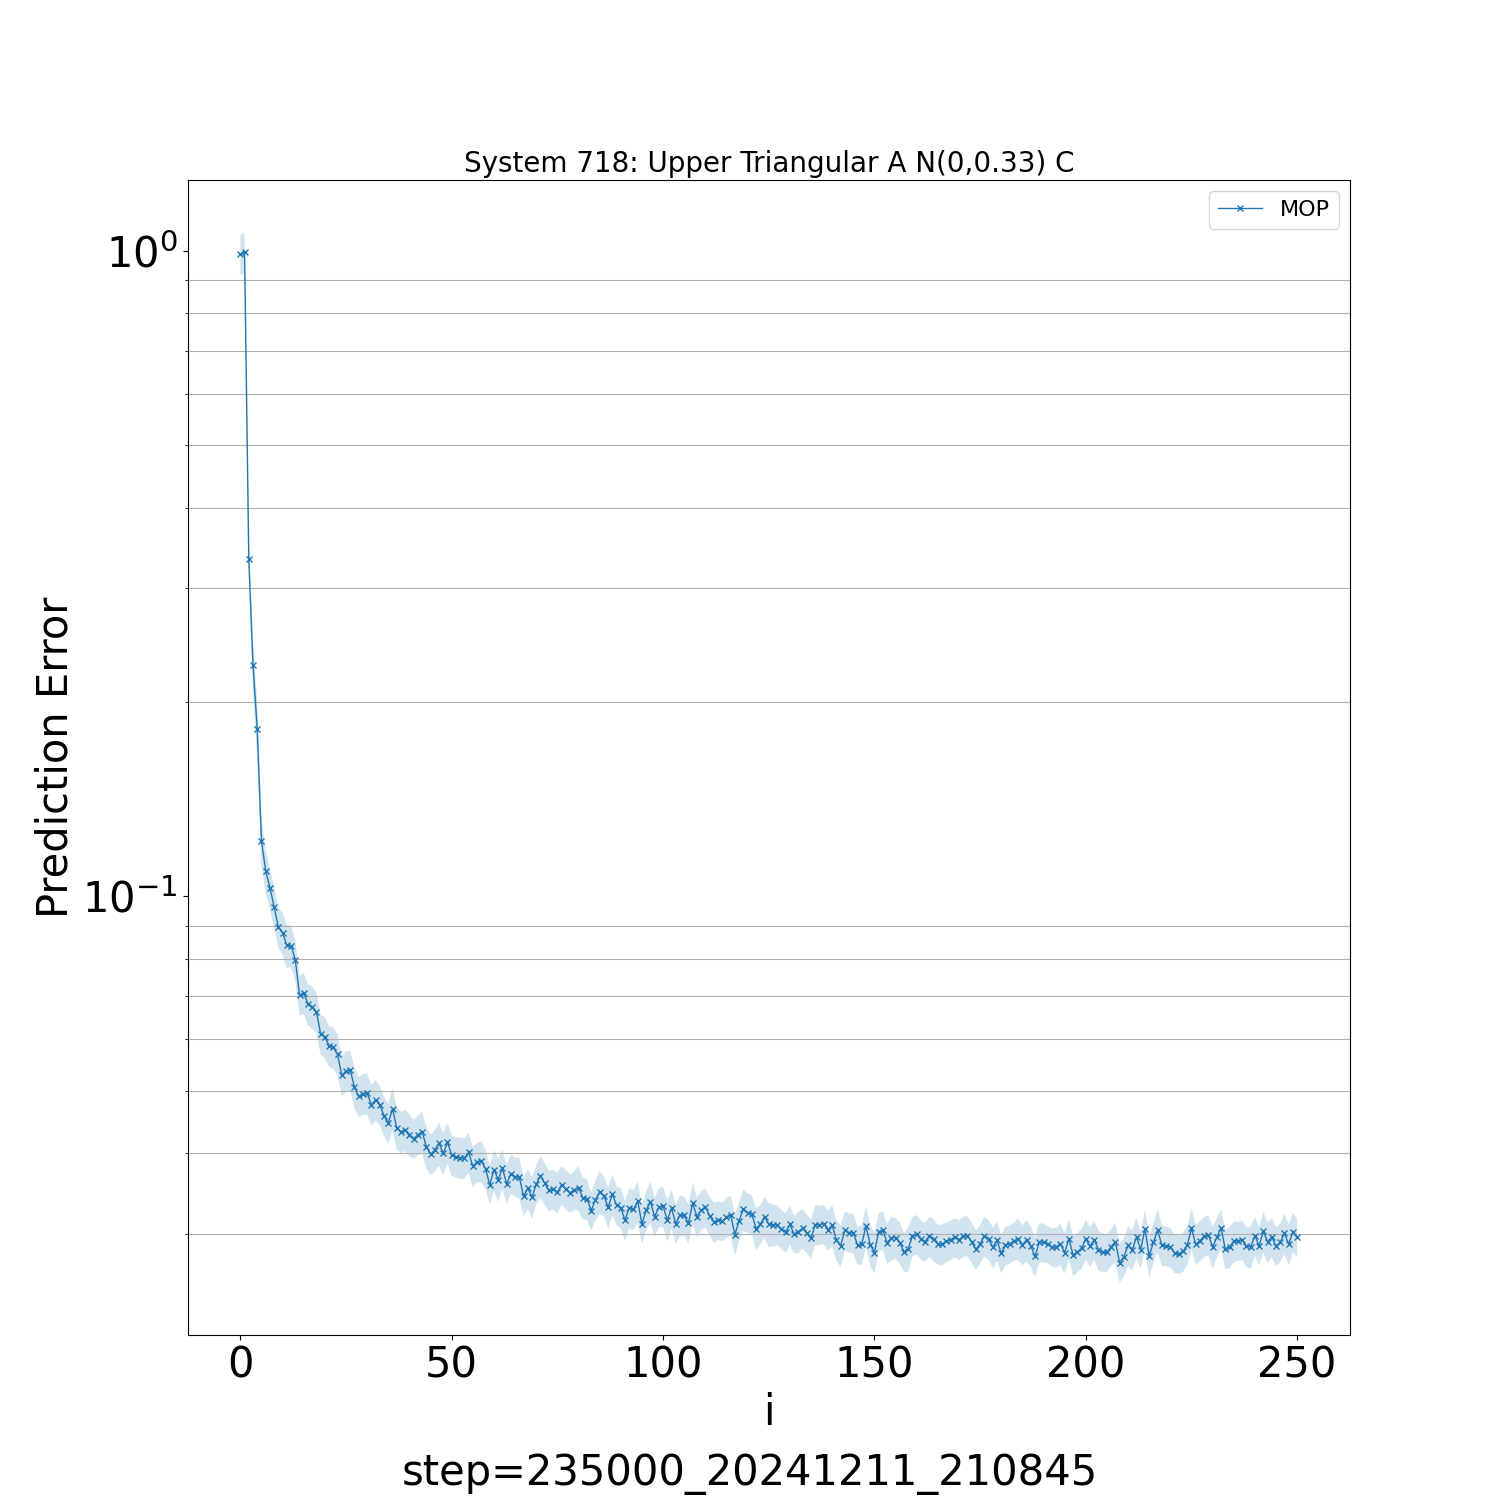 System 718: Upper Triangular A N(0,0.33) C
MOP
10⁰
10⁻¹
Prediction Error
0 50 100 150 200 250
i
step=235000_20241211_210845